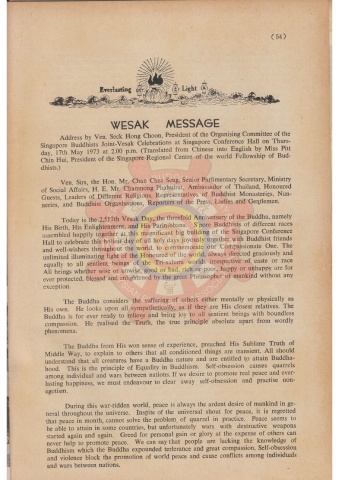 (54)
Everlasting Light
WESAK MESSAGE
Address by Ven. Seck Hong Choon, President of the Organising Committee of the
Singapore Buddhists Joint-Wesak Celebrations at Singapore Conference Hall on Thurs-
day, 17th May 1973 at 2.00 p.m. (Translated from Chinese into English by Miss Pitt
Chin Hui, President of the Singapore Regional Centre of the world Fellowship of Bud-
dhists.)
Ven. Sirs, the Hon. Mr. Chan Chee Seng, Senior Parlimentary Secretary, Ministry
of Social Affairs, H. E. Mr. Chamnong Phahulrat, Ambassador of Thailand, Honoured
Guests, Leaders of Different Religions, Representatives of Buddhist Monasteries, Nun-
neries, and Buddhist Organisations, Representatives of the Press, Ladies and Gentlemen.
Today is the 2,517th Vesak Day, the Three-fold Anniversary of the Buddha, namely
His Birth, His Enlightenment, and His Parinibbana. We are Buddhists of different races
assembled happily together at this magnificent big building of the Singapore Conference
Hall to celebrate this brilliant of all holy days joyously together with Buddhist friends
and well-wishers throughout the world, to commemorate the Compassionate One. The
unlimited illuminating light of the Honoured of the world, always directed graciously and
equally to all sentient beings of the Threefold worlds irrespective of caste or race.
All beings whether wise or unwise, good or bad, rich or poor, happy or unhappy are for
ever protected, blessed and enlightened by the great Teacher of mankind without any
exception.
The Buddha considers the suffering of others either mentally or physically as
His own. He looks upon all sympathetically, as if they are His closest relatives. The
Buddha is for ever ready to relieve and bring joy to all sentient beings with boundless
compassion. He realised the Truth, the true principle absolute apart from wordly
phenomena.
The Buddha from His won sense of experience, preached His Sublime Truth of
Middle Way, to explain to others that all conditioned things are transient. All should
understand that all creatures have a Buddha nature and are entitled to attain Buddha-
hood. This is the principle of Equality in Buddhism. Self-obsession causes quarrels
among individual and wars between nations. If we desire to promote real peace and ever-
lasting happiness, we must endeavour to clear away self-obsession and practise non-
egotism.
During this war-ridden world, peace is always the ardent desire of mankind in ge-
neral throughout the universe. Inspite of the universal shout for peace, it is regretted
that peace in month, cannot solve the problem of quarrel in practice. Peace seems to
be able to attain in some countries, but unfortunately wars with destructive weapons
started again and again. Greed for personal gain or glory at the expense of others can
never help to promote peace. We can say that people are lacking the knowledge of
Buddhism which the Buddha expounded torlerance and great compassion. Self-obsession
and violence block the promotion of world peace and cause conflicts among individuals
and wars between nations.